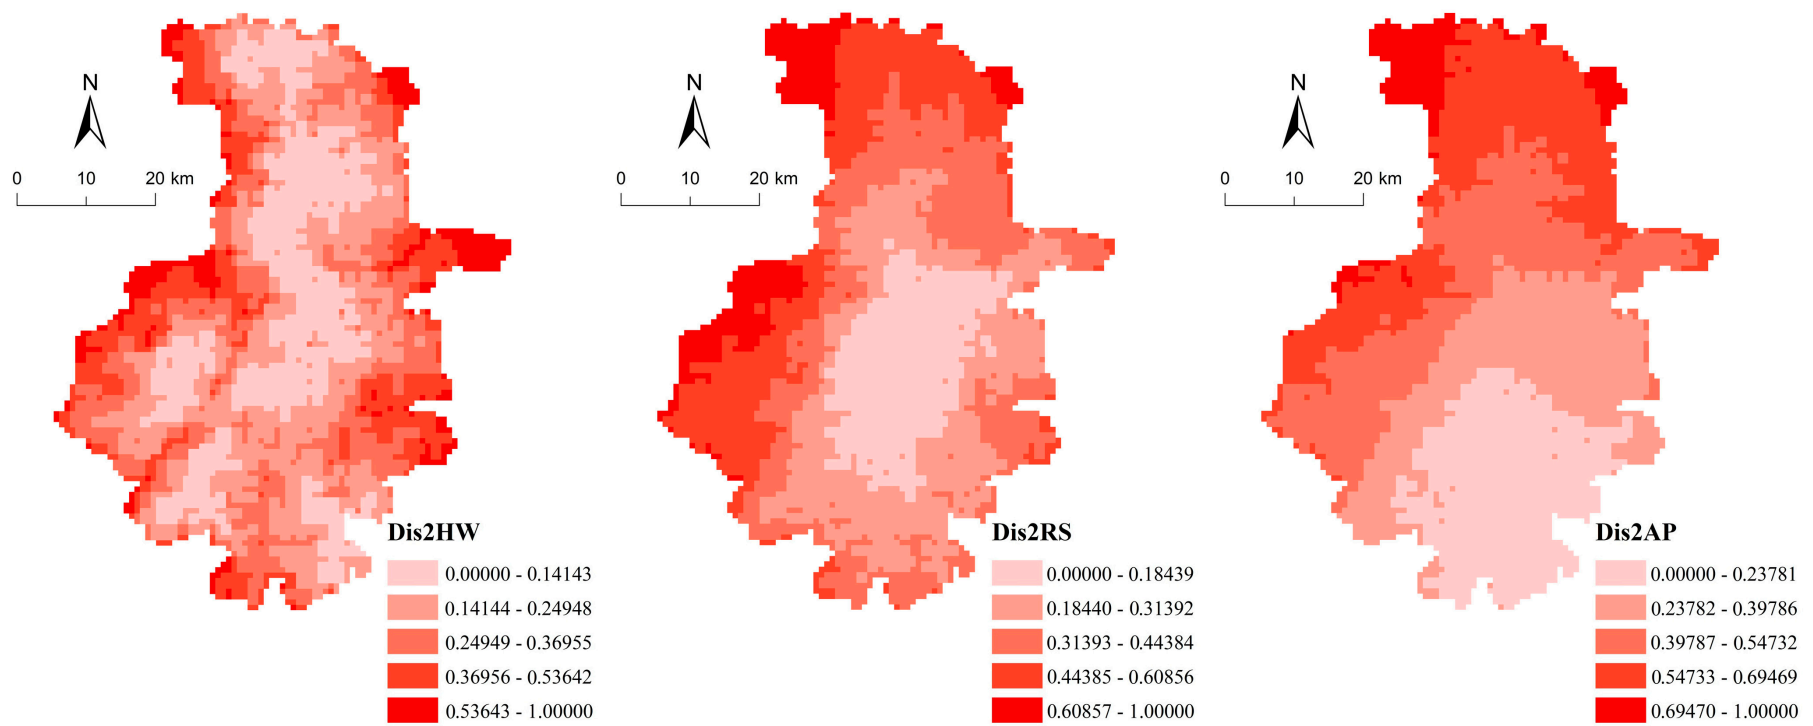 N
0 10 20 km
Dis2HW
0.00000 - 0.14143
0.14144 - 0.24948
0.24949 - 0.36955
0.36956 - 0.53642
0.53643 - 1.00000
N
0 10 20 km
Dis2RS
0.00000 - 0.18439
0.18440 - 0.31392
0.31393 - 0.44384
0.44385 - 0.60856
0.60857 - 1.00000
N
0 10 20 km
Dis2AP
0.00000 - 0.23781
0.23782 - 0.39786
0.39787 - 0.54732
0.54733 - 0.69469
0.69470 - 1.00000